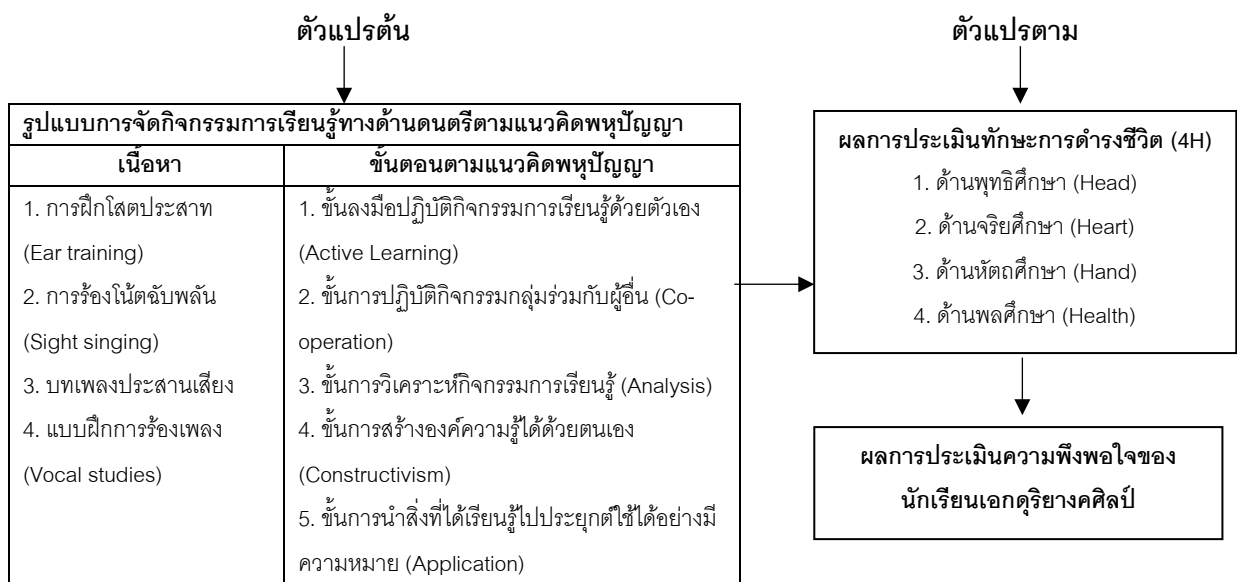 ตัวแปรต้น
รูปแบบการจัดกิจกรรมการเรียนรู้ทางด้านดนตรีตามแนวคิดพหุปัญญา
เนื้อหา
1. การฝึกโสตประสาท
(Ear training)
2. การร้องโน้ตฉับพลัน
(Sight singing)
3. บทเพลงประสานเสียง
4. แบบฝึกการร้องเพลง
(Vocal studies)
ขั้นตอนตามแนวคิดพหุปัญญา
1. ขั้นลงมือปฏิบัติกิจกรรมการเรียนรู้ด้วยตัวเอง
(Active Learning)
2. ขั้นการปฏิบัติกิจกรรมกลุ่มร่วมกับผู้อื่น (Co-
operation)
3. ขั้นการวิเคราะห์กิจกรรมการเรียนรู้ (Analysis)
4. ขั้นการสร้างองค์ความรู้ได้ด้วยตนเอง
(Constructivism)
5. ขั้นการนำสิ่งที่ได้เรียนรู้ไปประยุกต์ใช้ได้อย่างมี
ความหมาย (Application)
ตัวแปรตาม
ผลการประเมินทักษะการดำรงชีวิต (4H)
1. ด้านพุทธิศึกษา (Head)
2. ด้านจริยศึกษา (Heart)
3. ด้านหัตถศึกษา (Hand)
4. ด้านพลศึกษา (Health)
ผลการประเมินความพึงพอใจของ
นักเรียนเอกดุริยางคศิลป์